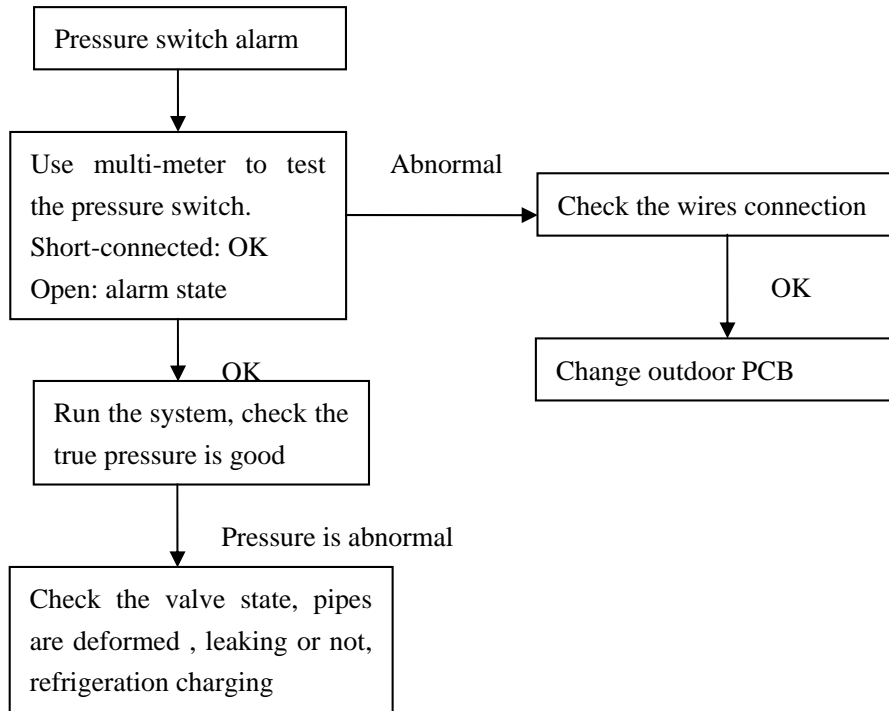 Pressure switch alarm
Use multi-meter to test
the pressure switch.
Short-connected: OK
Open: alarm state
Abnormal
Check the wires connection
OK
Change outdoor PCB
OK
Run the system, check the
true pressure is good
Pressure is abnormal
Check the valve state, pipes
are deformed , leaking or not,
refrigeration charging